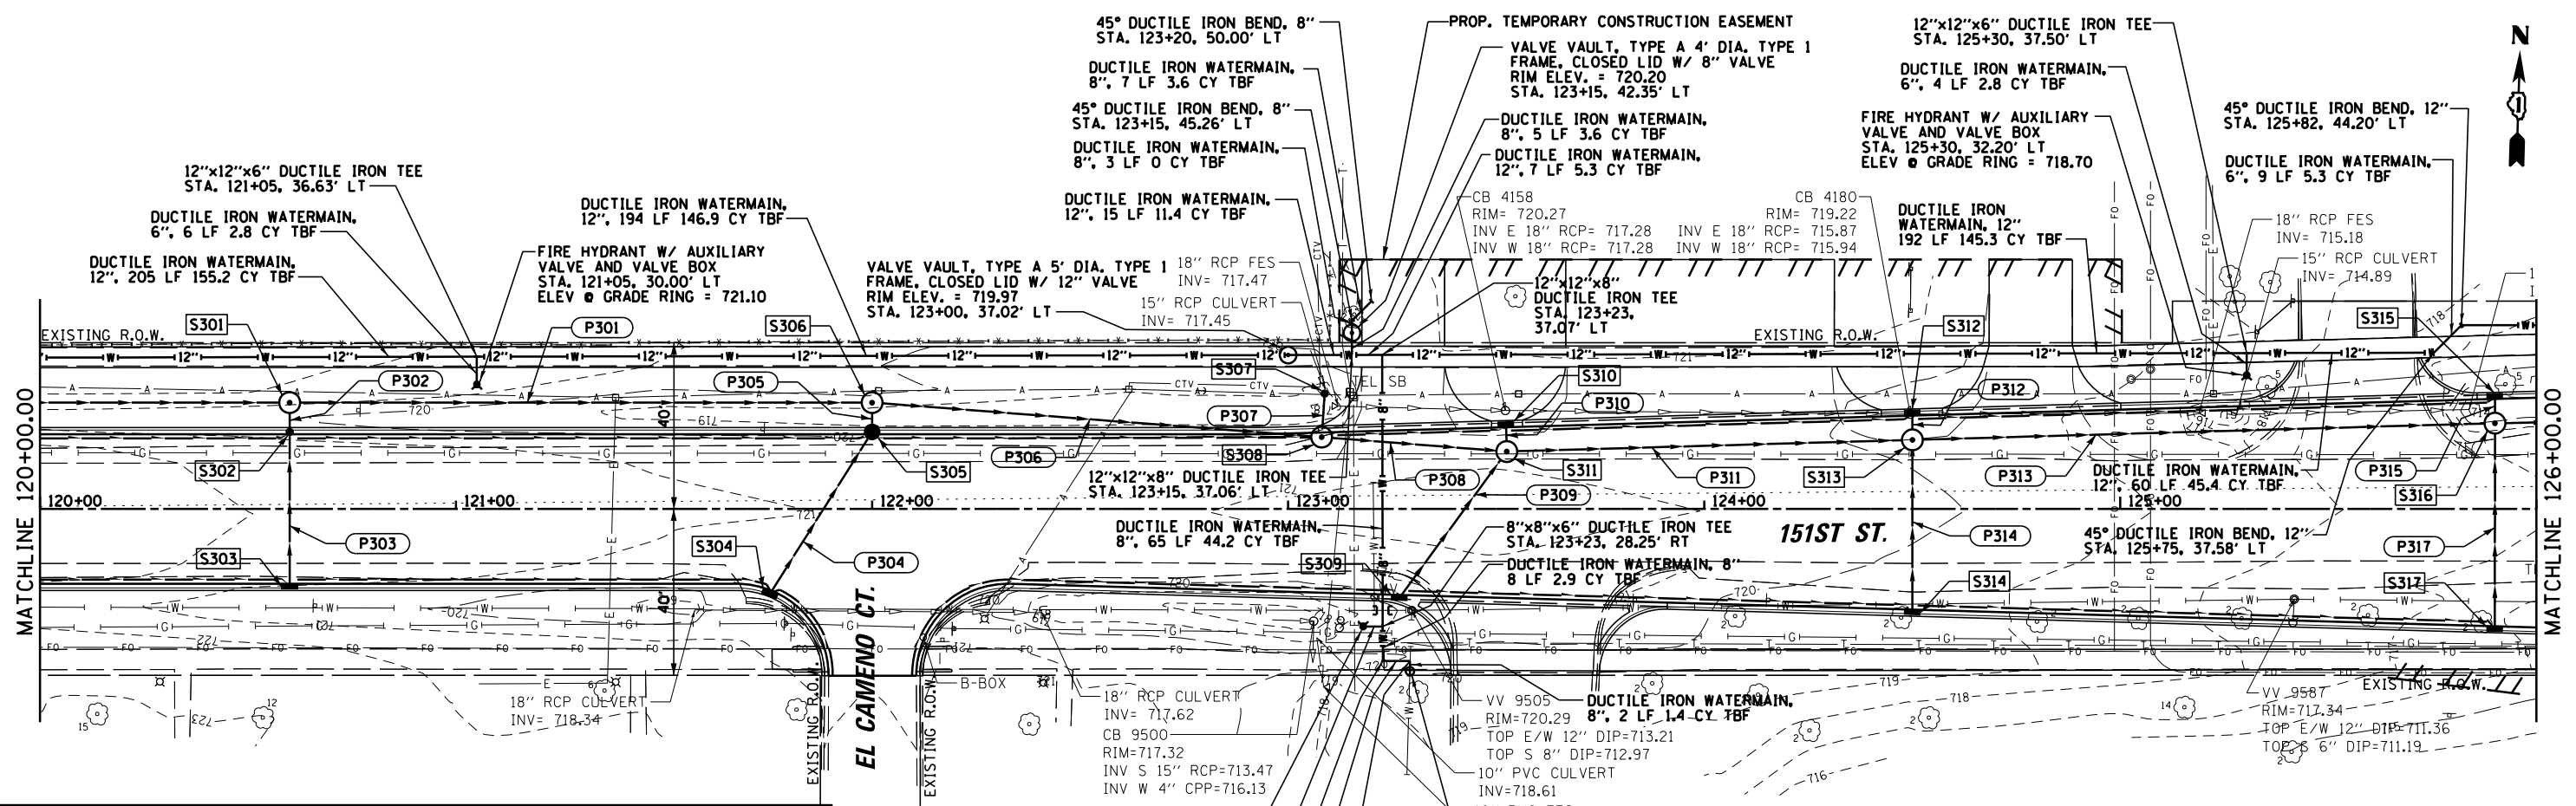 45° DUCTILE IRON BEND, 8"
STA. 123+20, 50.00' LT
DUCTILE IRON WATERMAIN,
8", 7 LF 3.6 CY TBF
45° DUCTILE IRON BEND, 8"
STA. 123+15, 45.26' LT
DUCTILE IRON WATERMAIN,
8", 3 LF 0 CY TBF
DUCTILE IRON WATERMAIN,
12", 15 LF 11.4 CY TBF
PROP. TEMPORARY CONSTRUCTION EASEMENT
VALVE VAULT, TYPE A 4' DIA. TYPE 1
FRAME, CLOSED LID W/ 8" VALVE
RIM ELEV. = 720.20
STA. 123+15, 42.35' LT
DUCTILE IRON WATERMAIN,
8", 5 LF 3.6 CY TBF
DUCTILE IRON WATERMAIN,
12", 7 LF 5.3 CY TBF
CB 4158
RIM= 720.27
INV E 18" RCP= 717.28
INV W 18" RCP= 717.28
CB 4180
RIM= 719.22
INV E 18" RCP= 715.87
INV W 18" RCP= 715.94
12"x12"x6" DUCTILE IRON TEE
STA. 125+30, 37.50' LT
DUCTILE IRON WATERMAIN,
6", 4 LF 2.8 CY TBF
FIRE HYDRANT W/ AUXILIARY
VALVE AND VALVE BOX
STA. 125+30, 32.20' LT
ELEV @ GRADE RING = 718.70
DUCTILE IRON
WATERMAIN, 12"
192 LF 145.3 CY TBF
N
45° DUCTILE IRON BEND, 12"
STA. 125+82, 44.20' LT
DUCTILE IRON WATERMAIN,
6", 9 LF 5.3 CY TBF
18" RCP FES
INV= 715.18
15" RCP CULVERT
INV= 714.89
12"x12"x6" DUCTILE IRON TEE
STA. 121+05, 36.63' LT
DUCTILE IRON WATERMAIN,
6", 6 LF 2.8 CY TBF
DUCTILE IRON WATERMAIN,
12", 205 LF 155.2 CY TBF
DUCTILE IRON WATERMAIN,
12", 194 LF 146.9 CY TBF
FIRE HYDRANT W/ AUXILIARY
VALVE AND VALVE BOX
STA. 121+05, 30.00' LT
ELEV @ GRADE RING = 721.10
VALVE VAULT, TYPE A 5' DIA. TYPE 1
FRAME, CLOSED LID W/ 12" VALVE
RIM ELEV. = 719.97
STA. 123+00, 37.02' LT
18" RCP FES
INV= 717.47
15" RCP CULVERT
INV= 717.45
12"x12"x8"
DUCTILE IRON TEE
STA. 123+23,
37.07' LT
EXISTING R.O.W.
EXISTING R.O.W.
S301
P301
S306
P302
P305
S307
TEL SB
S310
P310
S312
P312
S315
MATCHLINE 120+00.00
MATCHLINE 126+00.00
720
719
40'
P307
P306
S302
S305
S308
P308
S311
P311
S313
P313
P315
S316
12"x12"x8" DUCTILE IRON TEE
STA. 123+15, 37.06' LT
P309
DUCTILE IRON WATERMAIN,
12", 60 LF 45.4 CY TBF
120+00
121+00
122+00
123+00
124+00
125+00
721
S303
P303
S304
P304
DUCTILE IRON WATERMAIN,
8", 65 LF 44.2 CY TBF
8"x8"x6" DUCTILE IRON TEE
STA. 123+23, 28.25' RT
S309
DUCTILE IRON WATERMAIN, 8"
8 LF 2.9 CY TBF
151ST ST.
P314
S314
45° DUCTILE IRON BEND, 12"
STA. 125+75, 37.58' LT
P317
S317
40'
EL CAMENO CT.
EXISTING R.O.W.
EXISTING R.O.W.
B-BOX
18" RCP CULVERT
INV= 718.34
18" RCP CULVERT
INV= 717.62
CB 9500
RIM=717.32
INV S 15" RCP=713.47
INV W 4" CPP=716.13
VV 9505
RIM=720.29
TOP E/W 12" DIP=713.21
TOP S 8" DIP=712.97
10" PVC CULVERT
INV=718.61
DUCTILE IRON WATERMAIN,
8", 2 LF 1.4 CY TBF
719
718
716
EXISTING R.O.W.
VV 9587
RIM=717.34
TOP E/W 12" DIP=711.36
TOP S 6" DIP=711.19
723
722